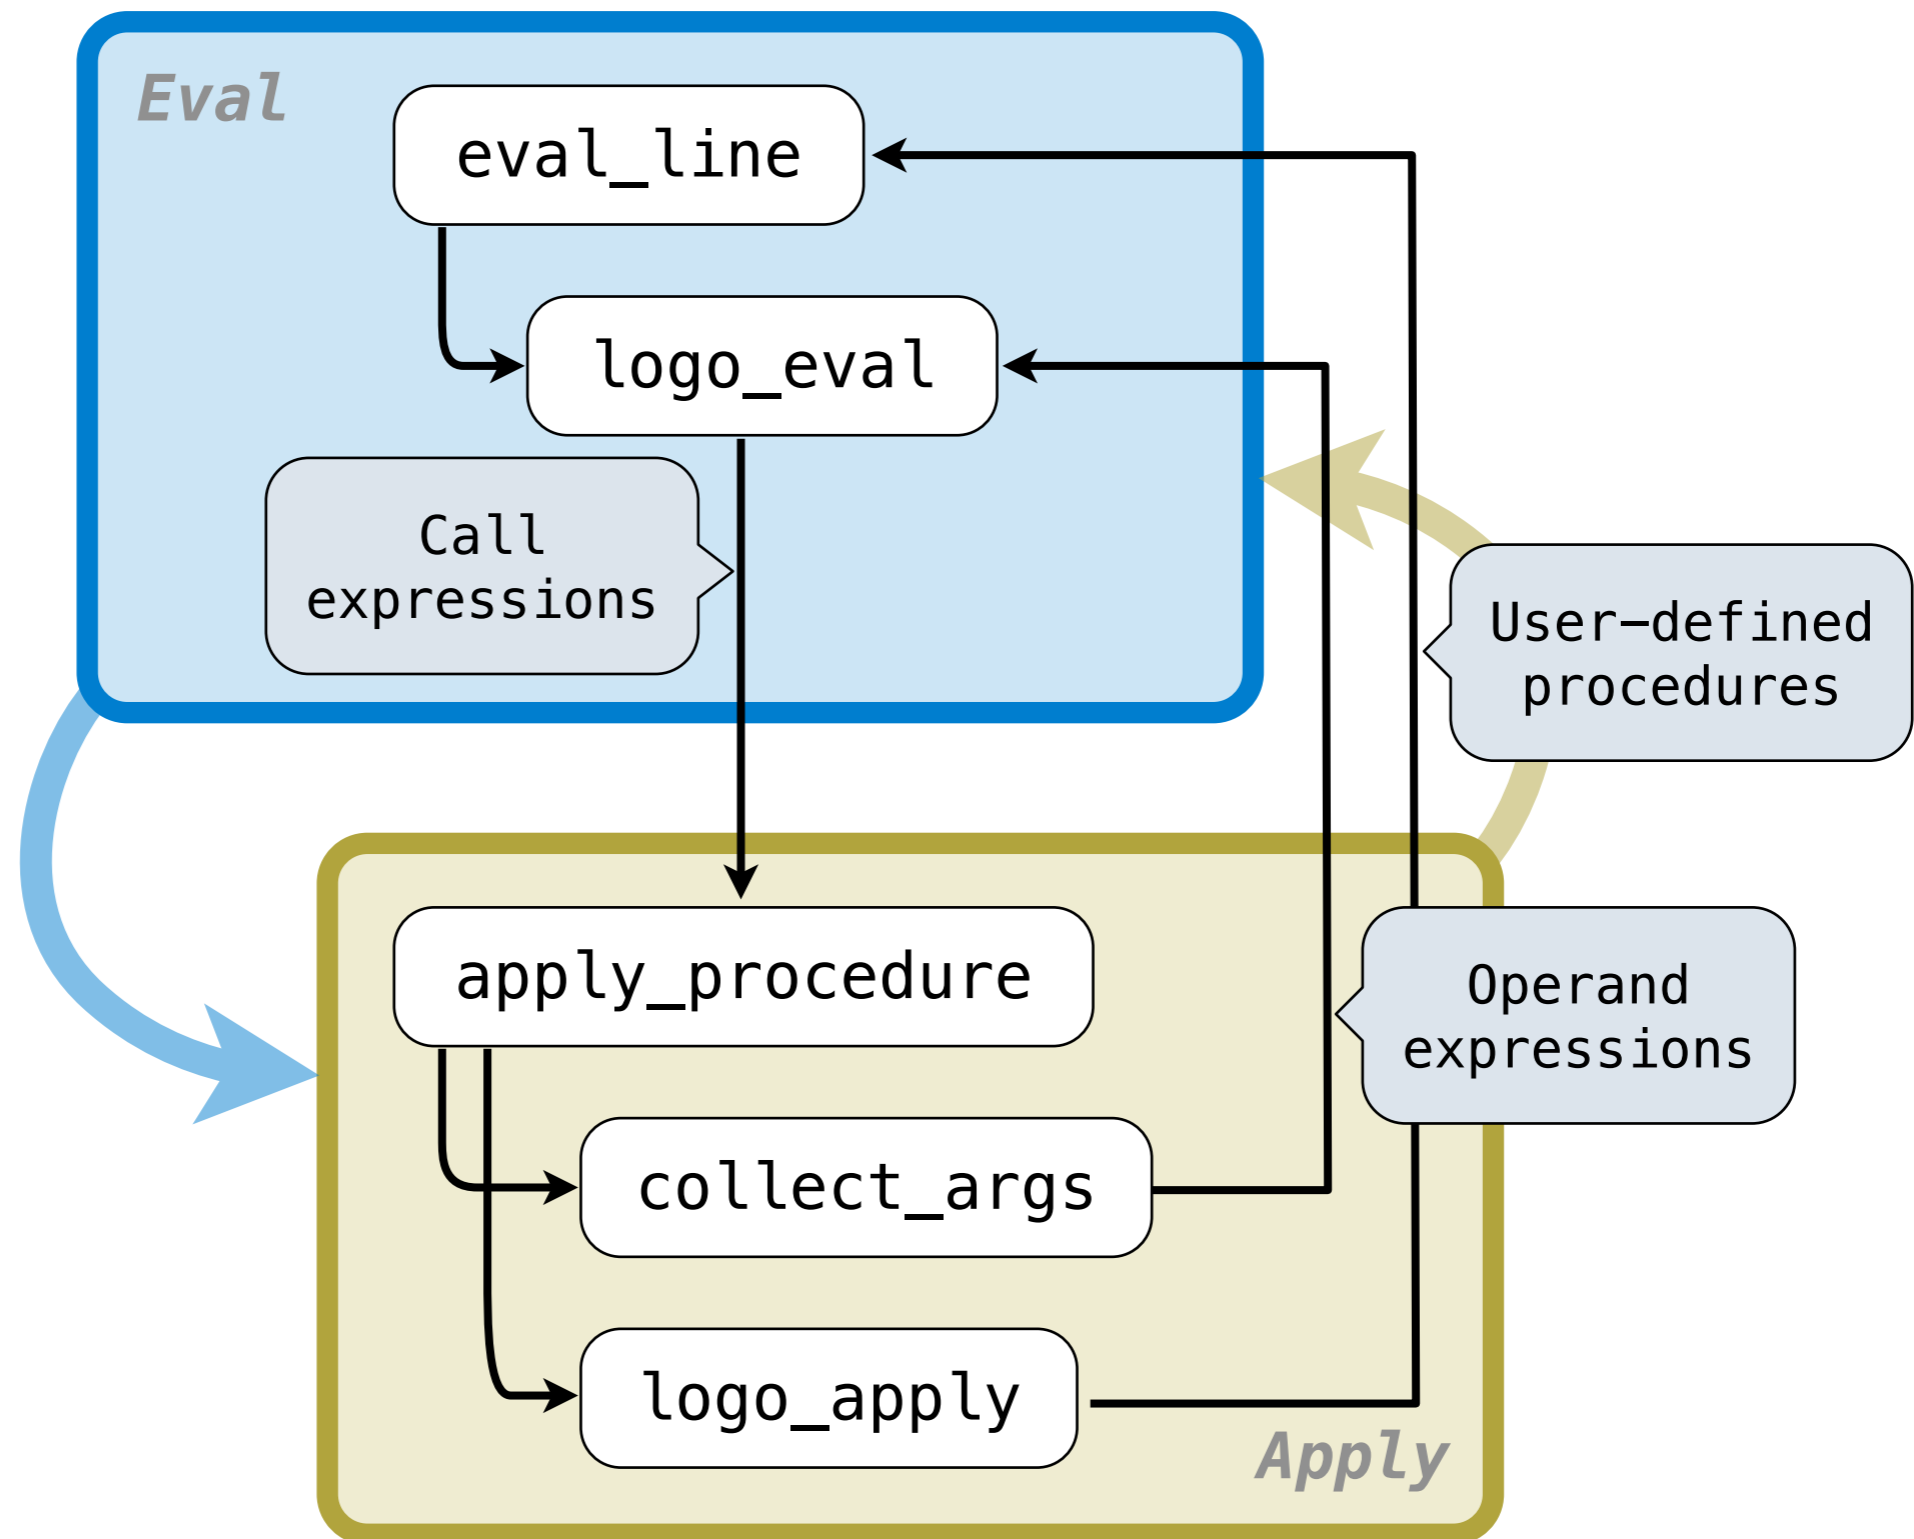 Eval
eval_line
logo_eval
Call
expressions
User-defined
procedures
apply_procedure
Operand
expressions
collect_args
logo_apply
Apply